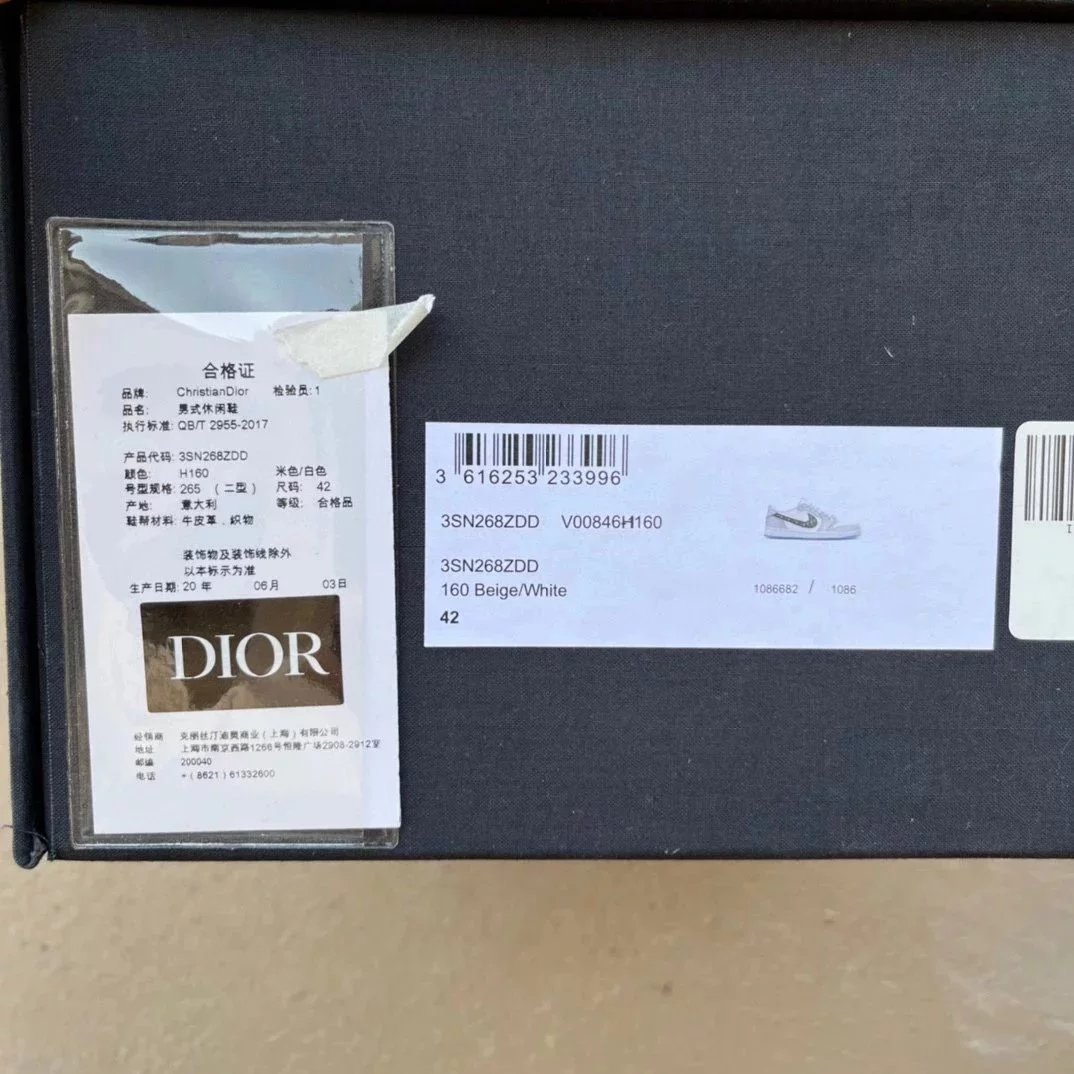 合格证
品牌: ChristianDior 检验员: 1
品名: 男式休闲鞋
执行标准: QB/T 2955-2017
产品代码: 3SN268ZDD
颜色: H160 米色/白色
号型规格: 265 （二型） 尺码: 42
产地: 意大利 等级: 合格品
鞋帮材料: 牛皮革，织物
装饰物及装饰线除外
以本标示为准
生产日期: 20 年 06月 03日
DIOR
经销商 克丽丝汀迪奥商业（上海）有限公司
地址 上海市南京西路1266号恒隆广场2908-2912室
邮编 200040
电话 +（8621）61332600
3 616253 233996
3SN268ZDD V00846H160
3SN268ZDD
160 Beige/White
1086682 / 1086
42